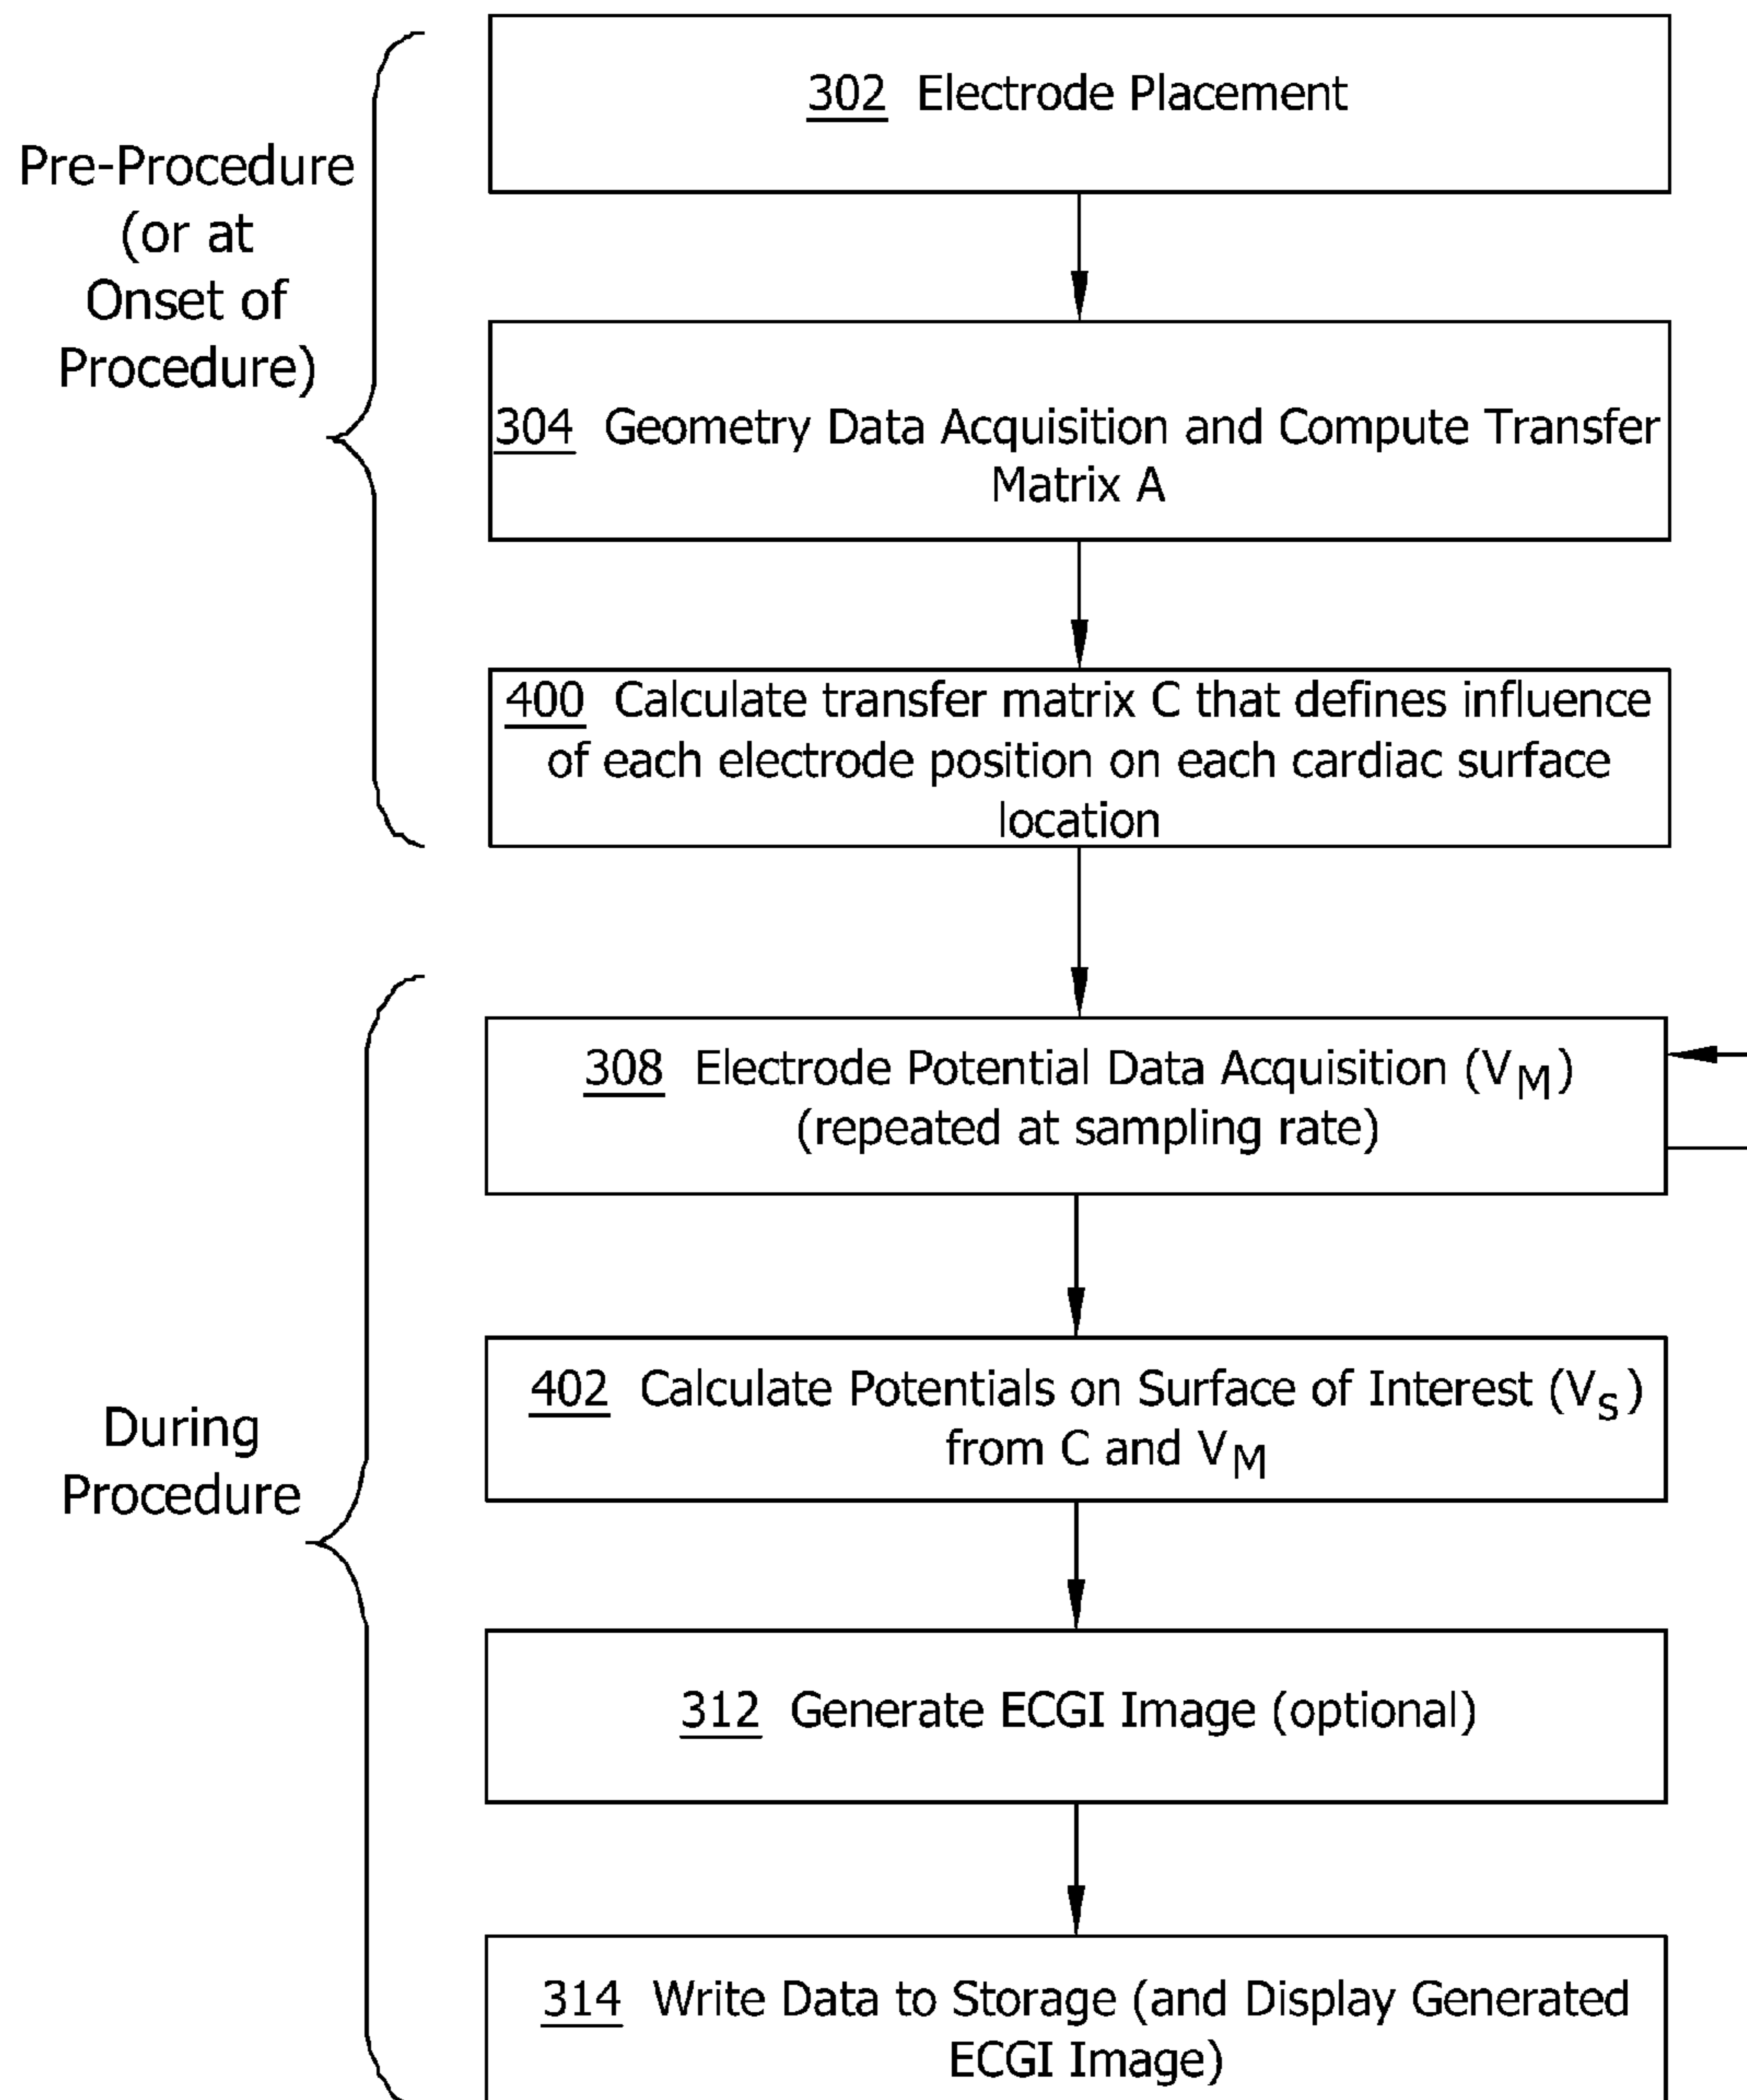 302 Electrode Placement
Pre-Procedure
(or at
Onset of
Procedure)
304 Geometry Data Acquisition and Compute Transfer
Matrix A
400 Calculate transfer matrix C that defines influence
of each electrode position on each cardiac surface
location
308 Electrode Potential Data Acquisition (V_M)
(repeated at sampling rate)
402 Calculate Potentials on Surface of Interest (V_s)
from C and V_M
During
Procedure
312 Generate ECGI Image (optional)
314 Write Data to Storage (and Display Generated
ECGI Image)